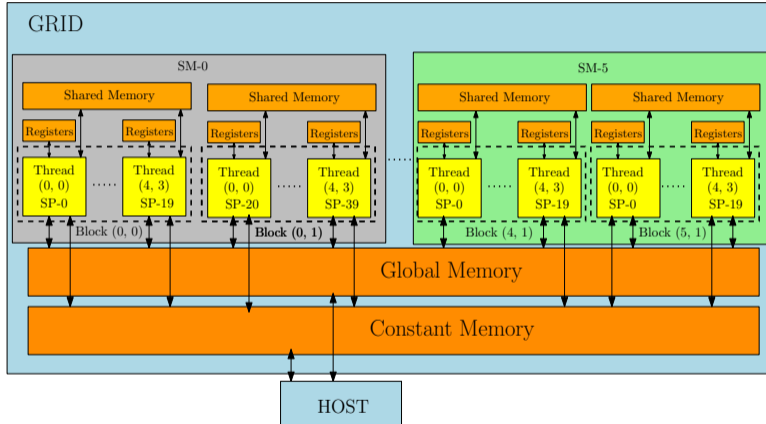 GRID
SM-0
SM-5
Shared Memory
Shared Memory
Shared Memory
Shared Memory
Registers
Registers
Registers
Registers
Registers
Registers
Registers
Registers
Thread
(0, 0)
SP-0
.....
Thread
(4, 3)
SP-19
Thread
(0, 0)
SP-20
.....
Thread
(4, 3)
SP-39
......
Thread
(0, 0)
SP-0
.....
Thread
(4, 3)
SP-19
Thread
(0, 0)
SP-0
.....
Thread
(4, 3)
SP-19
Block (0, 0)
Block (0, 1)
Block (4, 1)
Block (5, 1)
Global Memory
Constant Memory
HOST